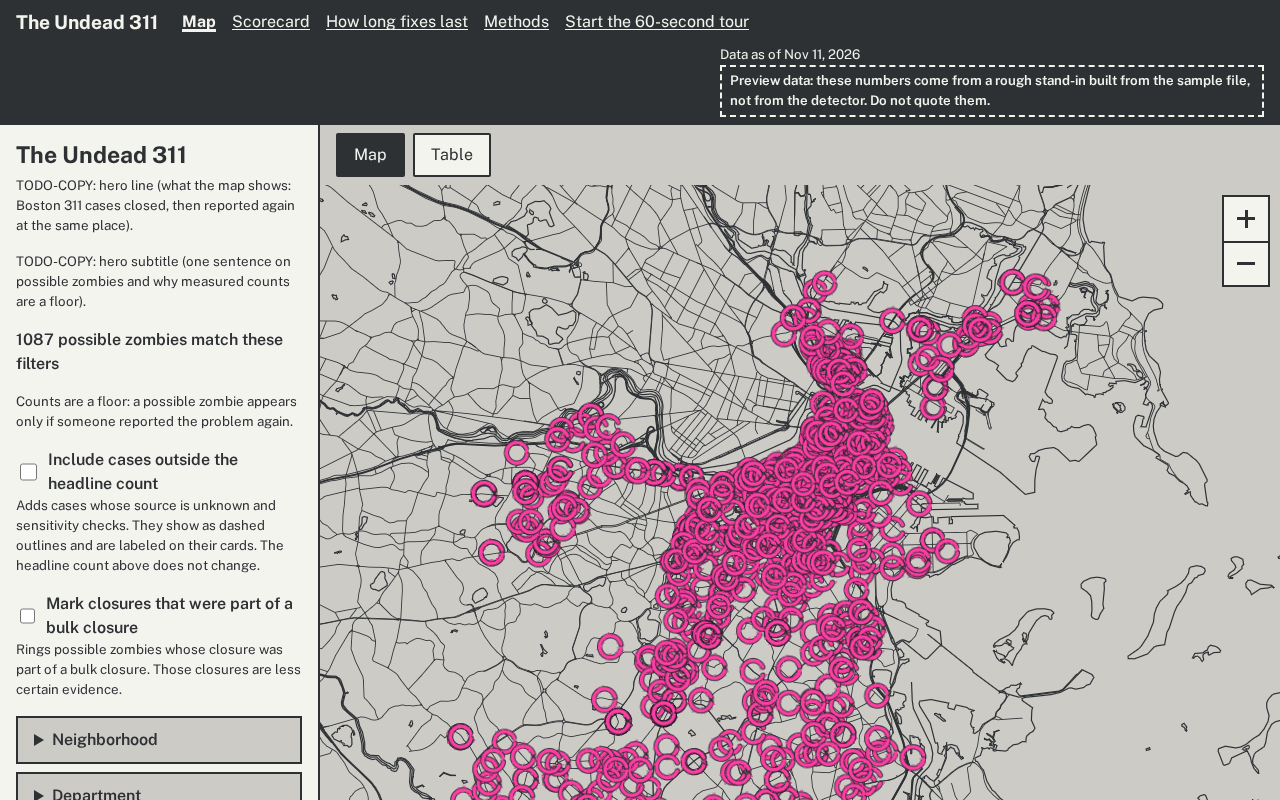 The Undead 311 Map Scorecard How long fixes last Methods Start the 60-second tour
Data as of Nov 11, 2026
Preview data: these numbers come from a rough stand-in built from the sample file,
not from the detector. Do not quote them.
The Undead 311
TODO-COPY: hero line (what the map shows:
Boston 311 cases closed, then reported again
at the same place).
TODO-COPY: hero subtitle (one sentence on
possible zombies and why measured counts
are a floor).
1087 possible zombies match these
filters
Counts are a floor: a possible zombie appears
only if someone reported the problem again.
Include cases outside the
headline count
Adds cases whose source is unknown and
sensitivity checks. They show as dashed
outlines and are labeled on their cards. The
headline count above does not change.
Mark closures that were part of a
bulk closure
Rings possible zombies whose closure was
part of a bulk closure. Those closures are less
certain evidence.
Neighborhood
Department
Map Table
+
−